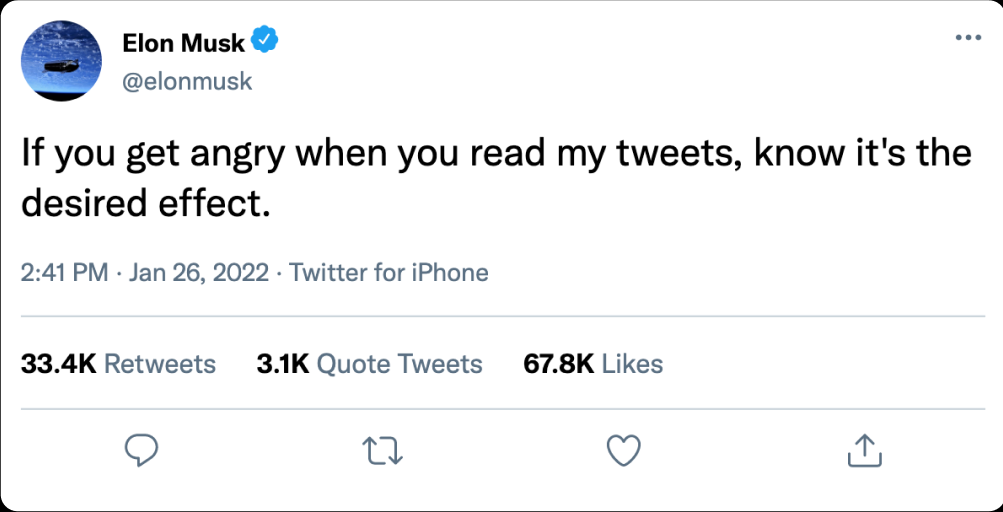 Elon Musk
@elonmusk
If you get angry when you read my tweets, know it's the
desired effect.
2:41 PM · Jan 26, 2022 · Twitter for iPhone
33.4K Retweets 3.1K Quote Tweets 67.8K Likes